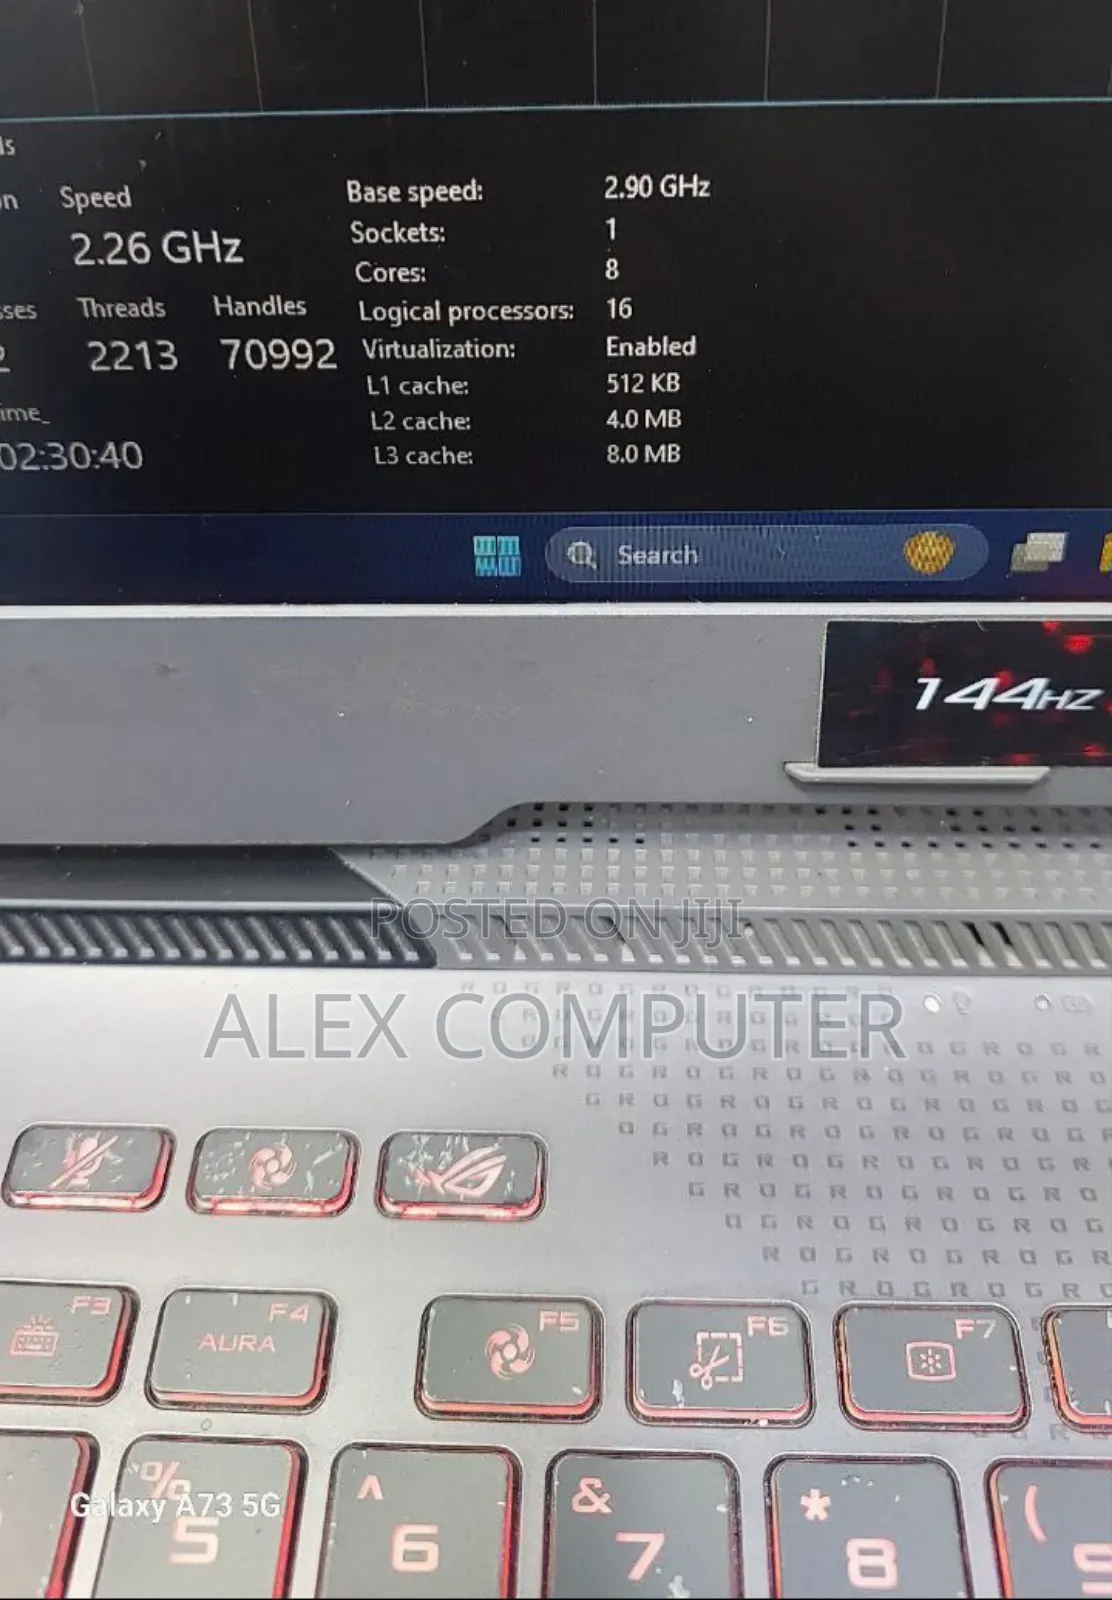 ls
on Speed
2.26 GHz
Threads Handles
2213 70992
02:30:40
Base speed: 2.90 GHz
Sockets: 1
Cores: 8
Logical processors: 16
Virtualization: Enabled
L1 cache: 512 KB
L2 cache: 4.0 MB
L3 cache: 8.0 MB
Search
144HZ
POSTED ON JIJI
ALEX COMPUTER
F3 F4 F5 F6 F7
AURA
% ^ & * (
5 6 7 8 9
Galaxy A73 5G